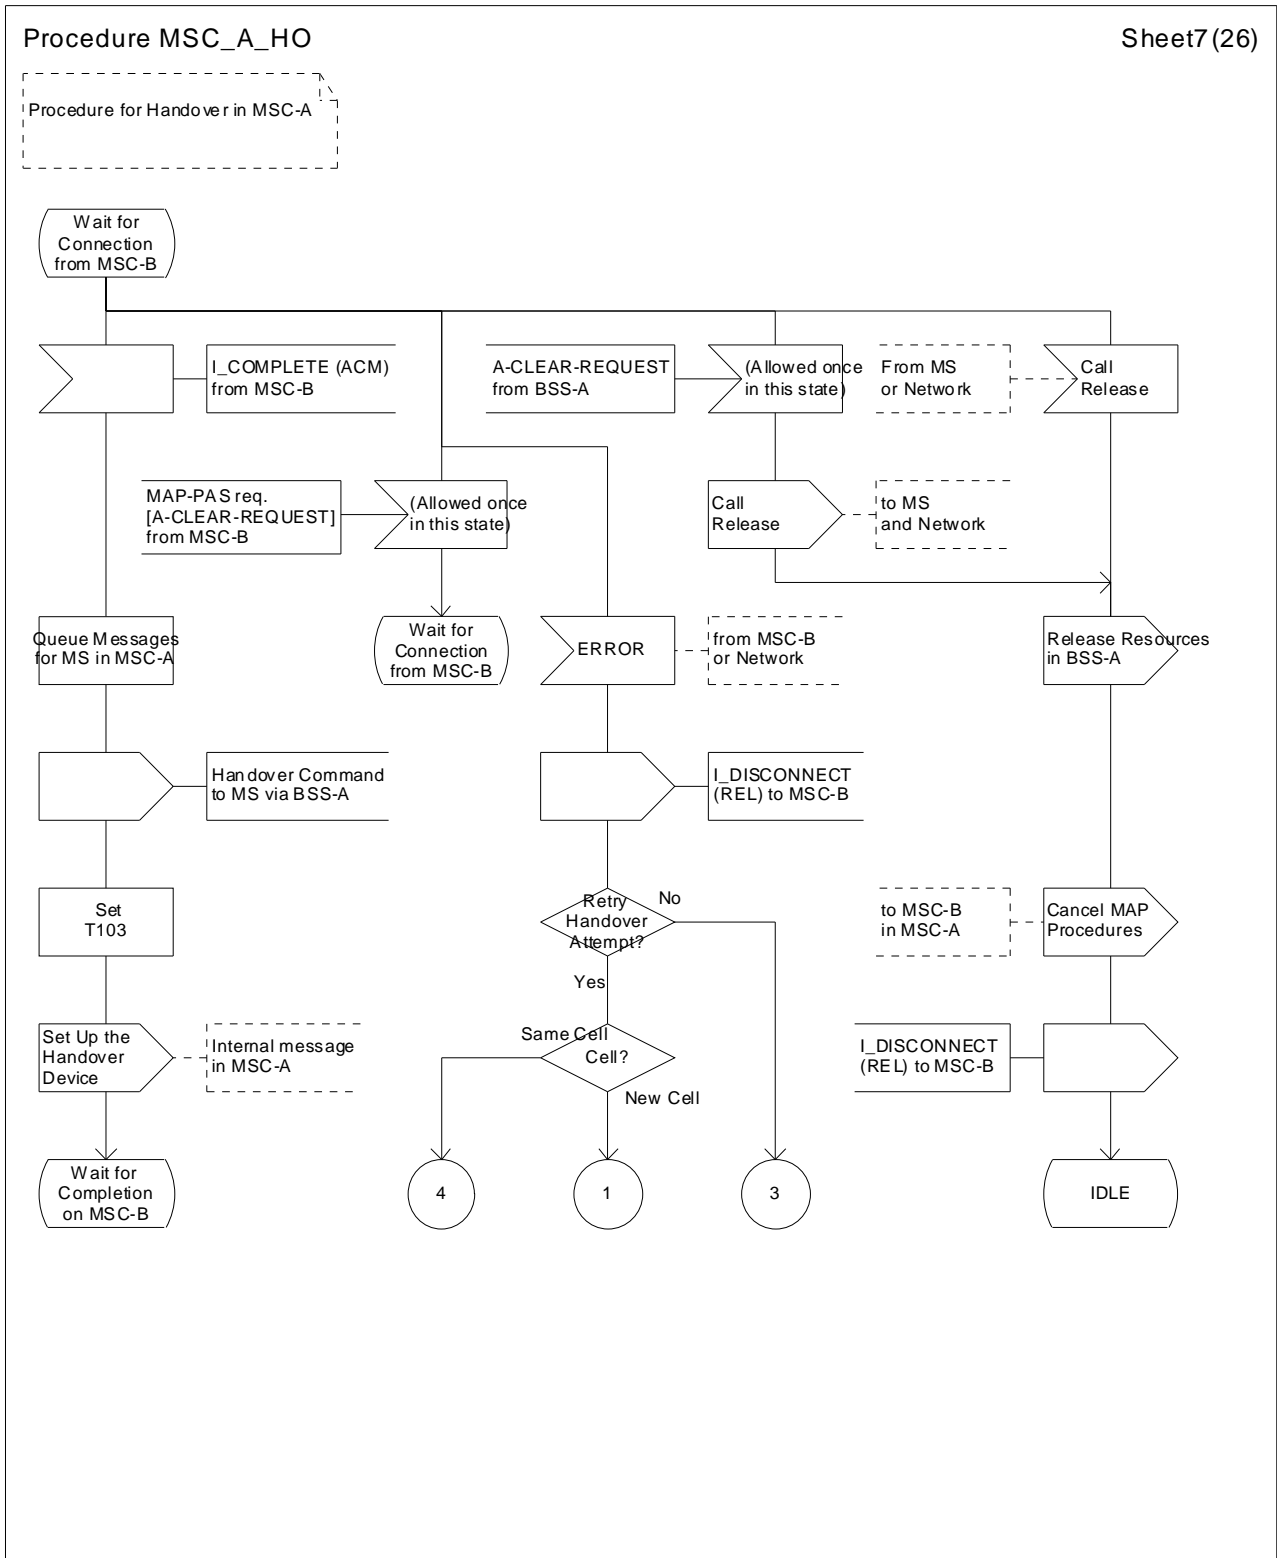 Procedure MSC_A_HO
Sheet7(26)
Procedure for Handover in MSC-A
Wait for
Connection
from MSC-B
I_COMPLETE (ACM)
from MSC-B
A-CLEAR-REQUEST
from BSS-A
(Allowed once
in this state)
From MS
or Network
Call
Release
MAP-PAS req.
[A-CLEAR-REQUEST]
from MSC-B
(Allowed once
in this state)
Call
Release
to MS
and Network
Queue Messages
for MS in MSC-A
Wait for
Connection
from MSC-B
ERROR
from MSC-B
or Network
Release Resources
in BSS-A
Handover Command
to MS via BSS-A
I_DISCONNECT
(REL) to MSC-B
Set
T103
Retry
Handover
Attempt?
No
Yes
to MSC-B
in MSC-A
Cancel MAP
Procedures
Set Up the
Handover
Device
Internal message
in MSC-A
Same Cell
Cell?
New Cell
I_DISCONNECT
(REL) to MSC-B
Wait for
Completion
on MSC-B
4
1
3
IDLE